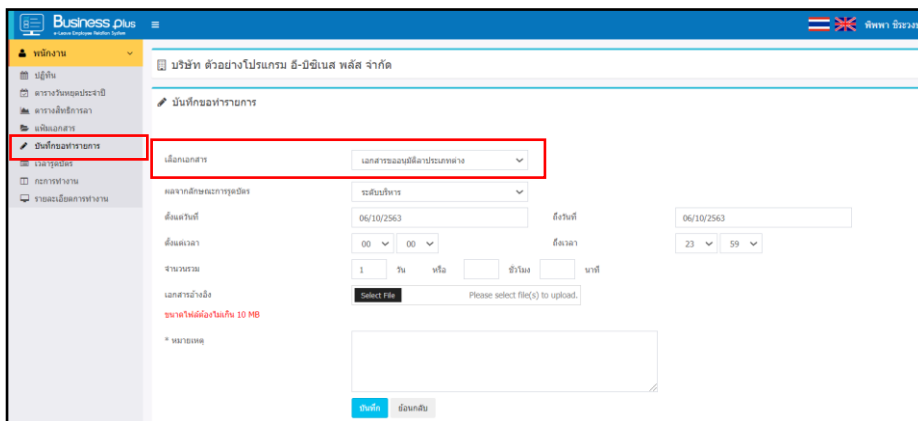 Business plus
e-Leave Employee Relation System
พิพพา ชีระวงษ์
พนักงาน
ปฏิทิน
ตารางวันหยุดประจำปี
ตารางสิทธิการลา
แฟ้มเอกสาร
บันทึกขอทำรายการ
เวลารูดบัตร
กะการทำงาน
รายละเอียดการทำงาน
บริษัท ตัวอย่างโปรแกรม อี-บิซิเนส พลัส จำกัด
บันทึกขอทำรายการ
เลือกเอกสาร เอกสารขออนุมัติลาประเภทต่าง
ผลจากลักษณะการรูดบัตร ระดับบริหาร
ตั้งแต่วันที่ 06/10/2563 ถึงวันที่ 06/10/2563
ตั้งแต่เวลา 00 00 ถึงเวลา 23 59
จำนวนรวม 1 วัน หรือ ชั่วโมง นาที
เอกสารอ้างอิง Select File Please select file(s) to upload.
ขนาดไฟล์ต้องไม่เกิน 10 MB
* หมายเหตุ
บันทึก ย้อนกลับ